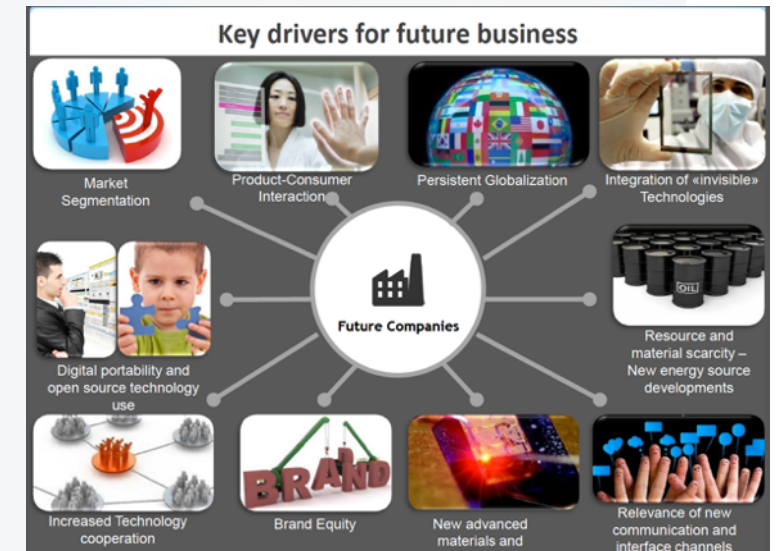 Key drivers for future business
Market
Segmentation
Product-Consumer
Interaction
Persistent Globalization
Integration of «invisible»
Technologies
Future Companies
Digital portability and
open source technology
use
OIL
Resource and
material scarcity –
New energy source
developments
Increased Technology
cooperation
BRAND
Brand Equity
New advanced
materials and
Relevance of new
communication and
interface channels